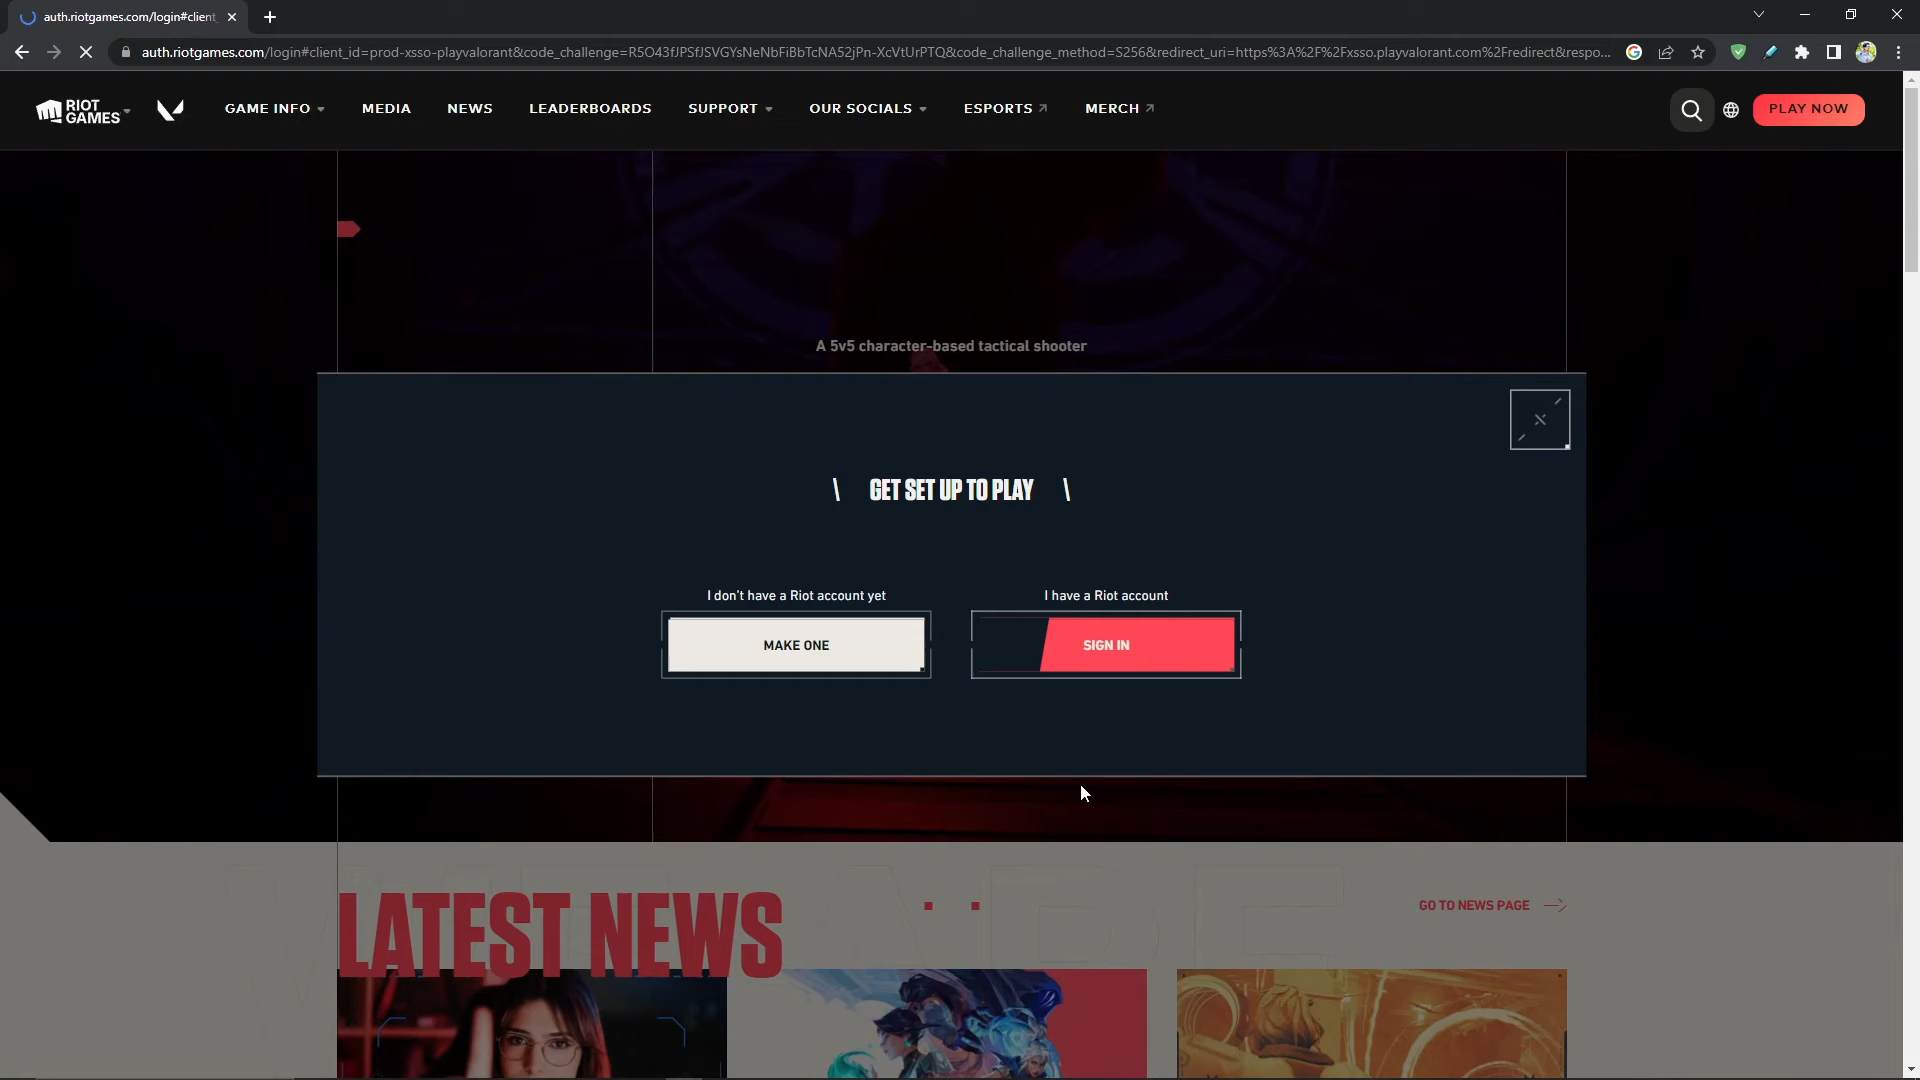 auth.riotgames.com/login#client_
auth.riotgames.com/login#client_id=prod-xsso-playvalorant&code_challenge=R5O43fJPSfJSVGYsNeNbFiBbTcNA52jPn-XcVtUrPTQ&code_challenge_method=S256&redirect_uri=https%3A%2F%2Fxsso.playvalorant.com%2Fredirect&respo...
RIOT GAMES GAME INFO MEDIA NEWS LEADERBOARDS SUPPORT OUR SOCIALS ESPORTS MERCH PLAY NOW
A 5v5 character-based tactical shooter
\ GET SET UP TO PLAY \
I don't have a Riot account yet I have a Riot account
MAKE ONE SIGN IN
LATEST NEWS GO TO NEWS PAGE